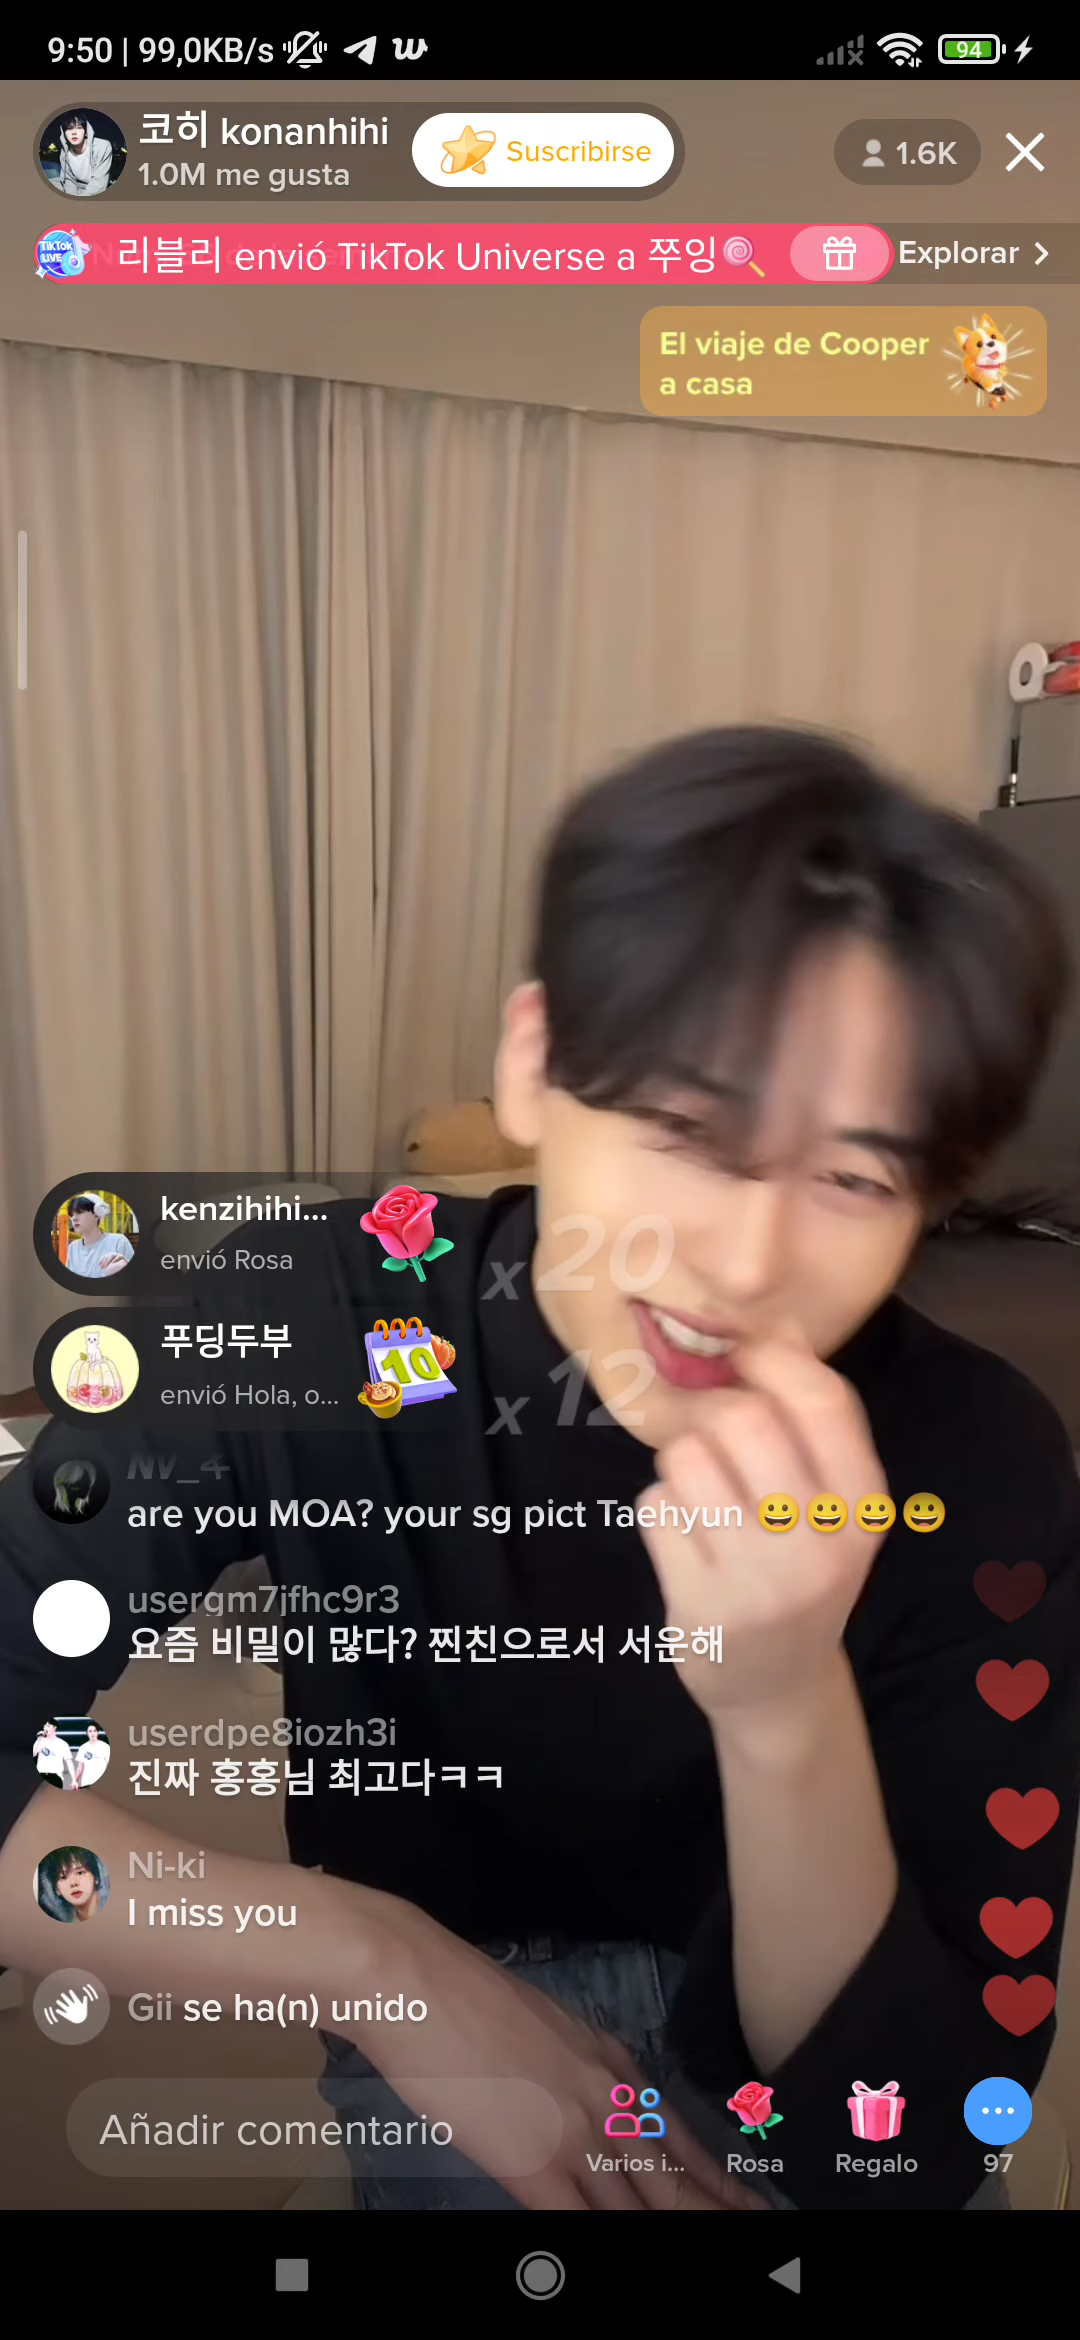 9:50 | 99,0KB/s
94
코히 konanhihi
1.0M me gusta
Suscribirse
1.6K
TikTok LIVE
리블리 envió TikTok Universe a 쭈잉🍭
Explorar >
El viaje de Cooper
a casa
kenzihihi...
envió Rosa
x20
푸딩두부
envió Hola, o...
10
x12
are you MOA? your sg pict Taehyun 😀😀😀😀
usergm7jfhc9r3
요즘 비밀이 많다? 찐친으로서 서운해
userdpe8iozh3i
진짜 홍홍님 최고다ㅋㅋ
Ni-ki
I miss you
Gii se ha(n) unido
Añadir comentario
Varios i...
Rosa
Regalo
97